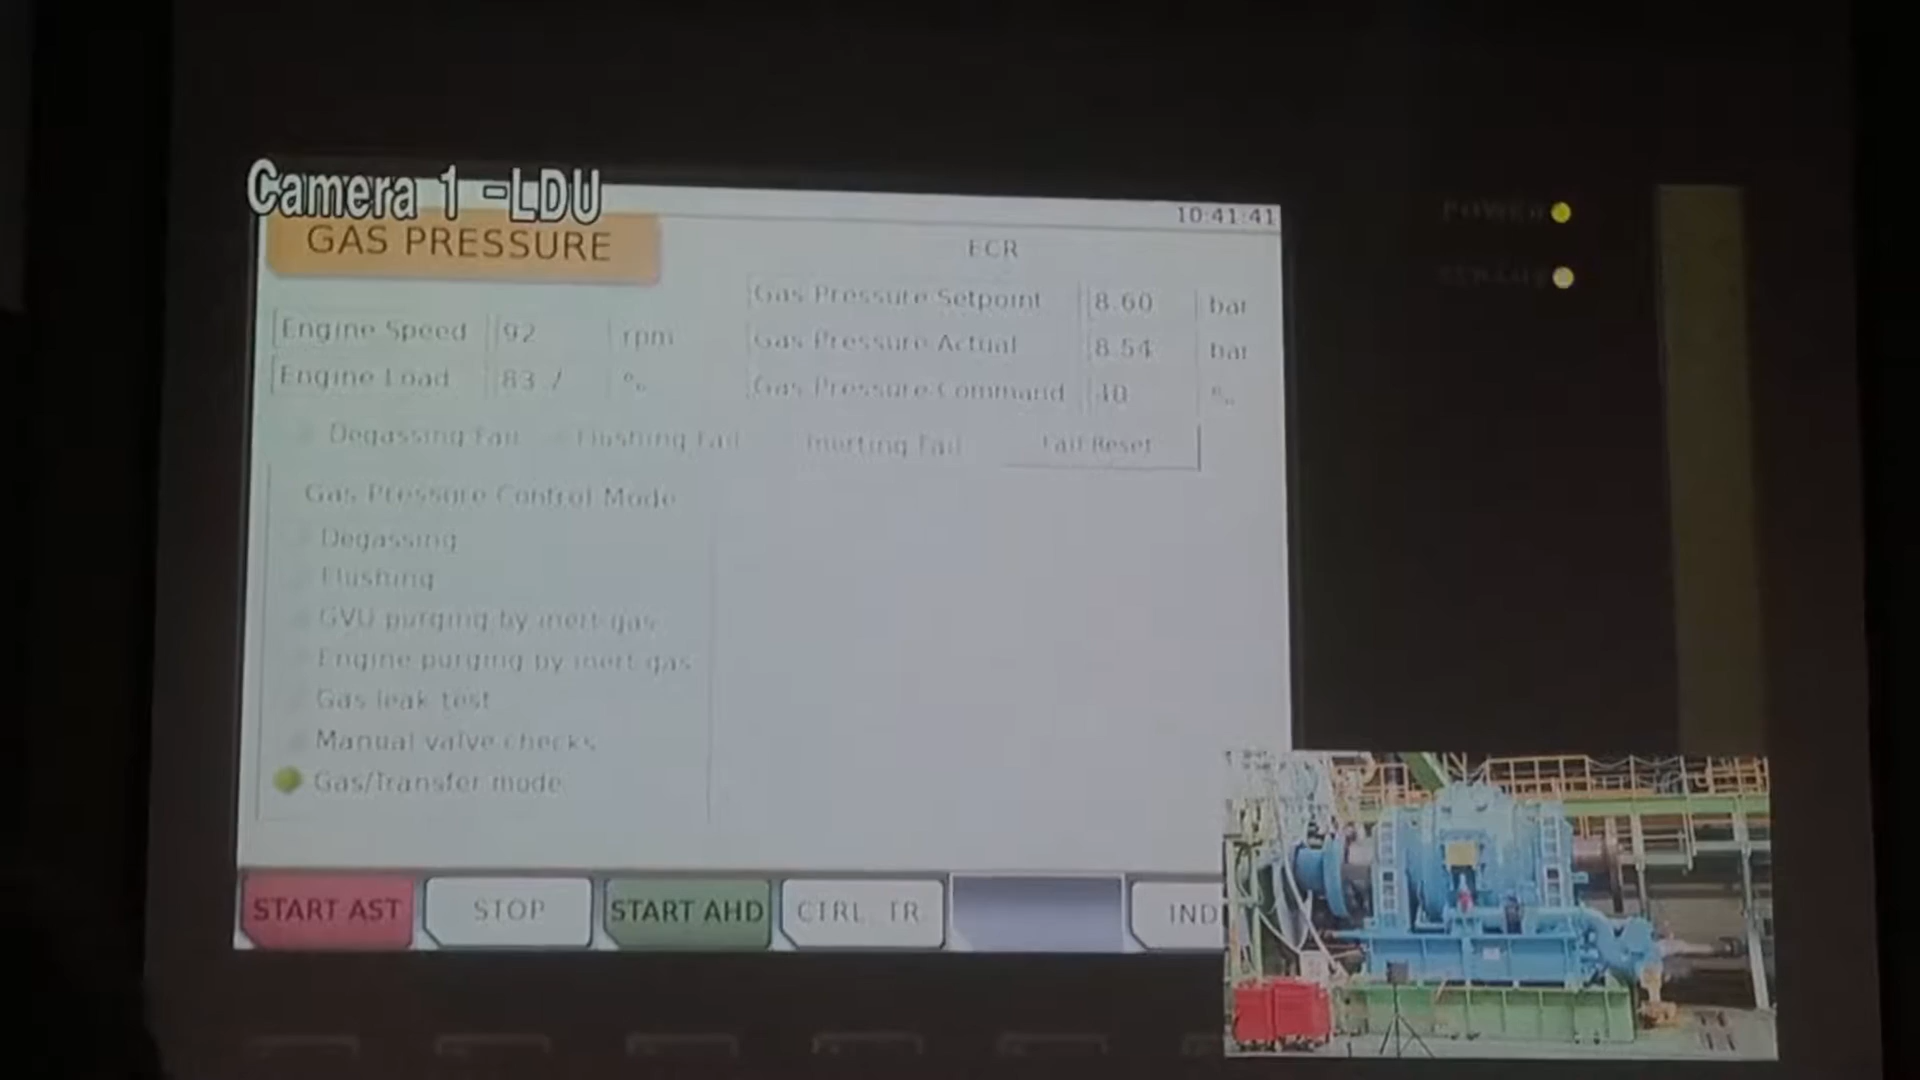 Camera 1 -LDU
10:41:41
GAS PRESSURE
ECR
Gas Pressure Setpoint 8.60 bar
Engine Speed 92 rpm
Gas Pressure Actual 8.54 bar
Engine Load 83.7 %
Gas Pressure Command 40 %
Degassing Fail Flushing Fail Inerting Fail Fail Reset
Gas Pressure Control Mode
Degassing
Flushing
GVU purging by inert gas
Engine purging by inert gas
Gas leak test
Manual valve checks
Gas/Transfer mode
START AST STOP START AHD CTRL. TR. IND
POWER